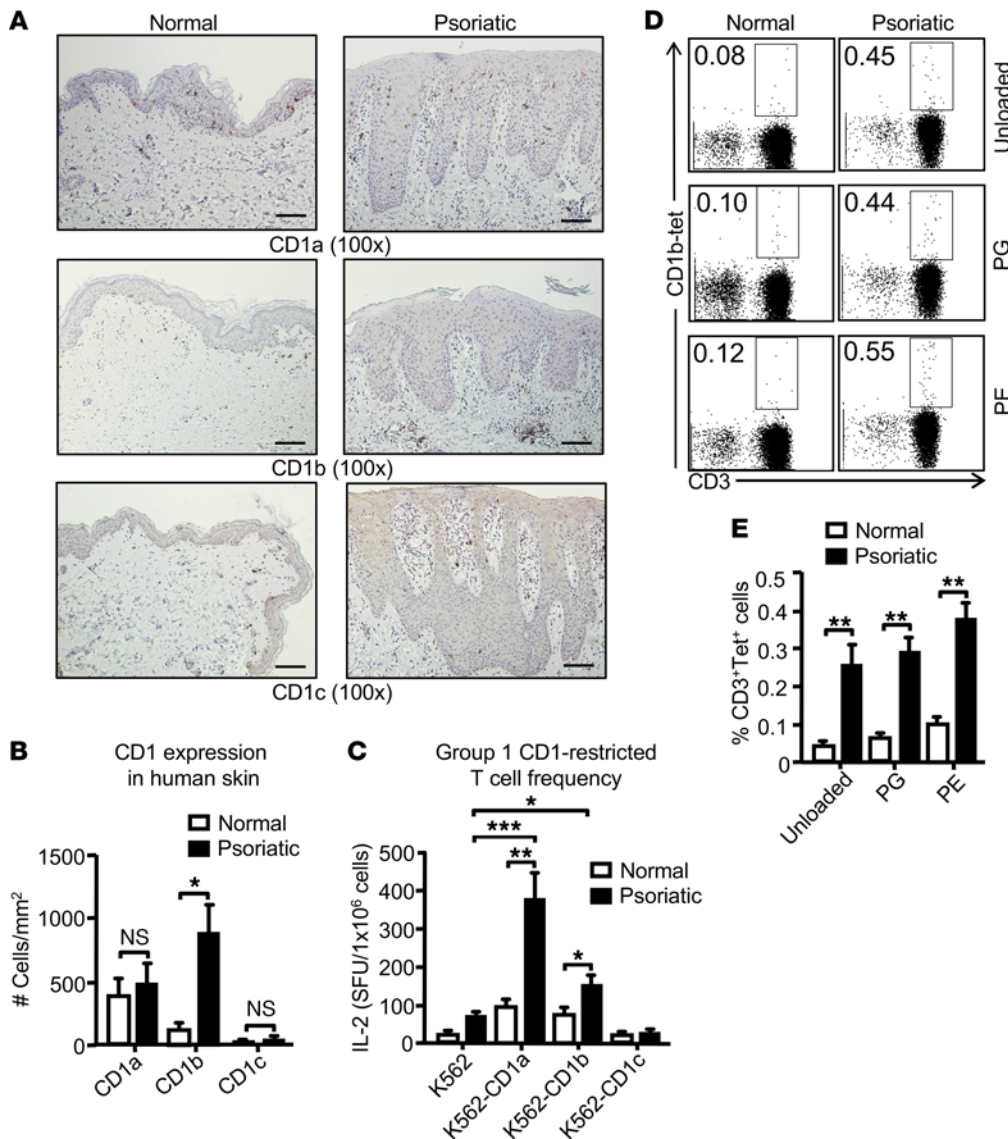 A
Normal
Psoriatic
CD1a (100x)
CD1b (100x)
CD1c (100x)
B
CD1 expression
in human skin
Normal
Psoriatic
# Cells/mm²
1500
1000
500
0
NS
*
NS
CD1a
CD1b
CD1c
C
Group 1 CD1-restricted
T cell frequency
Normal
Psoriatic
IL-2 (SFU/1x10⁶ cells)
500
400
300
200
100
0
*
***
**
*
K562
K562-CD1a
K562-CD1b
K562-CD1c
D
Normal
Psoriatic
0.08
0.45
Unloaded
0.10
0.44
PG
0.12
0.55
PE
CD1b-tet
CD3
E
Normal
Psoriatic
% CD3⁺Tet⁺ cells
0.5
0.4
0.3
0.2
0.1
0
**
**
**
Unloaded
PG
PE